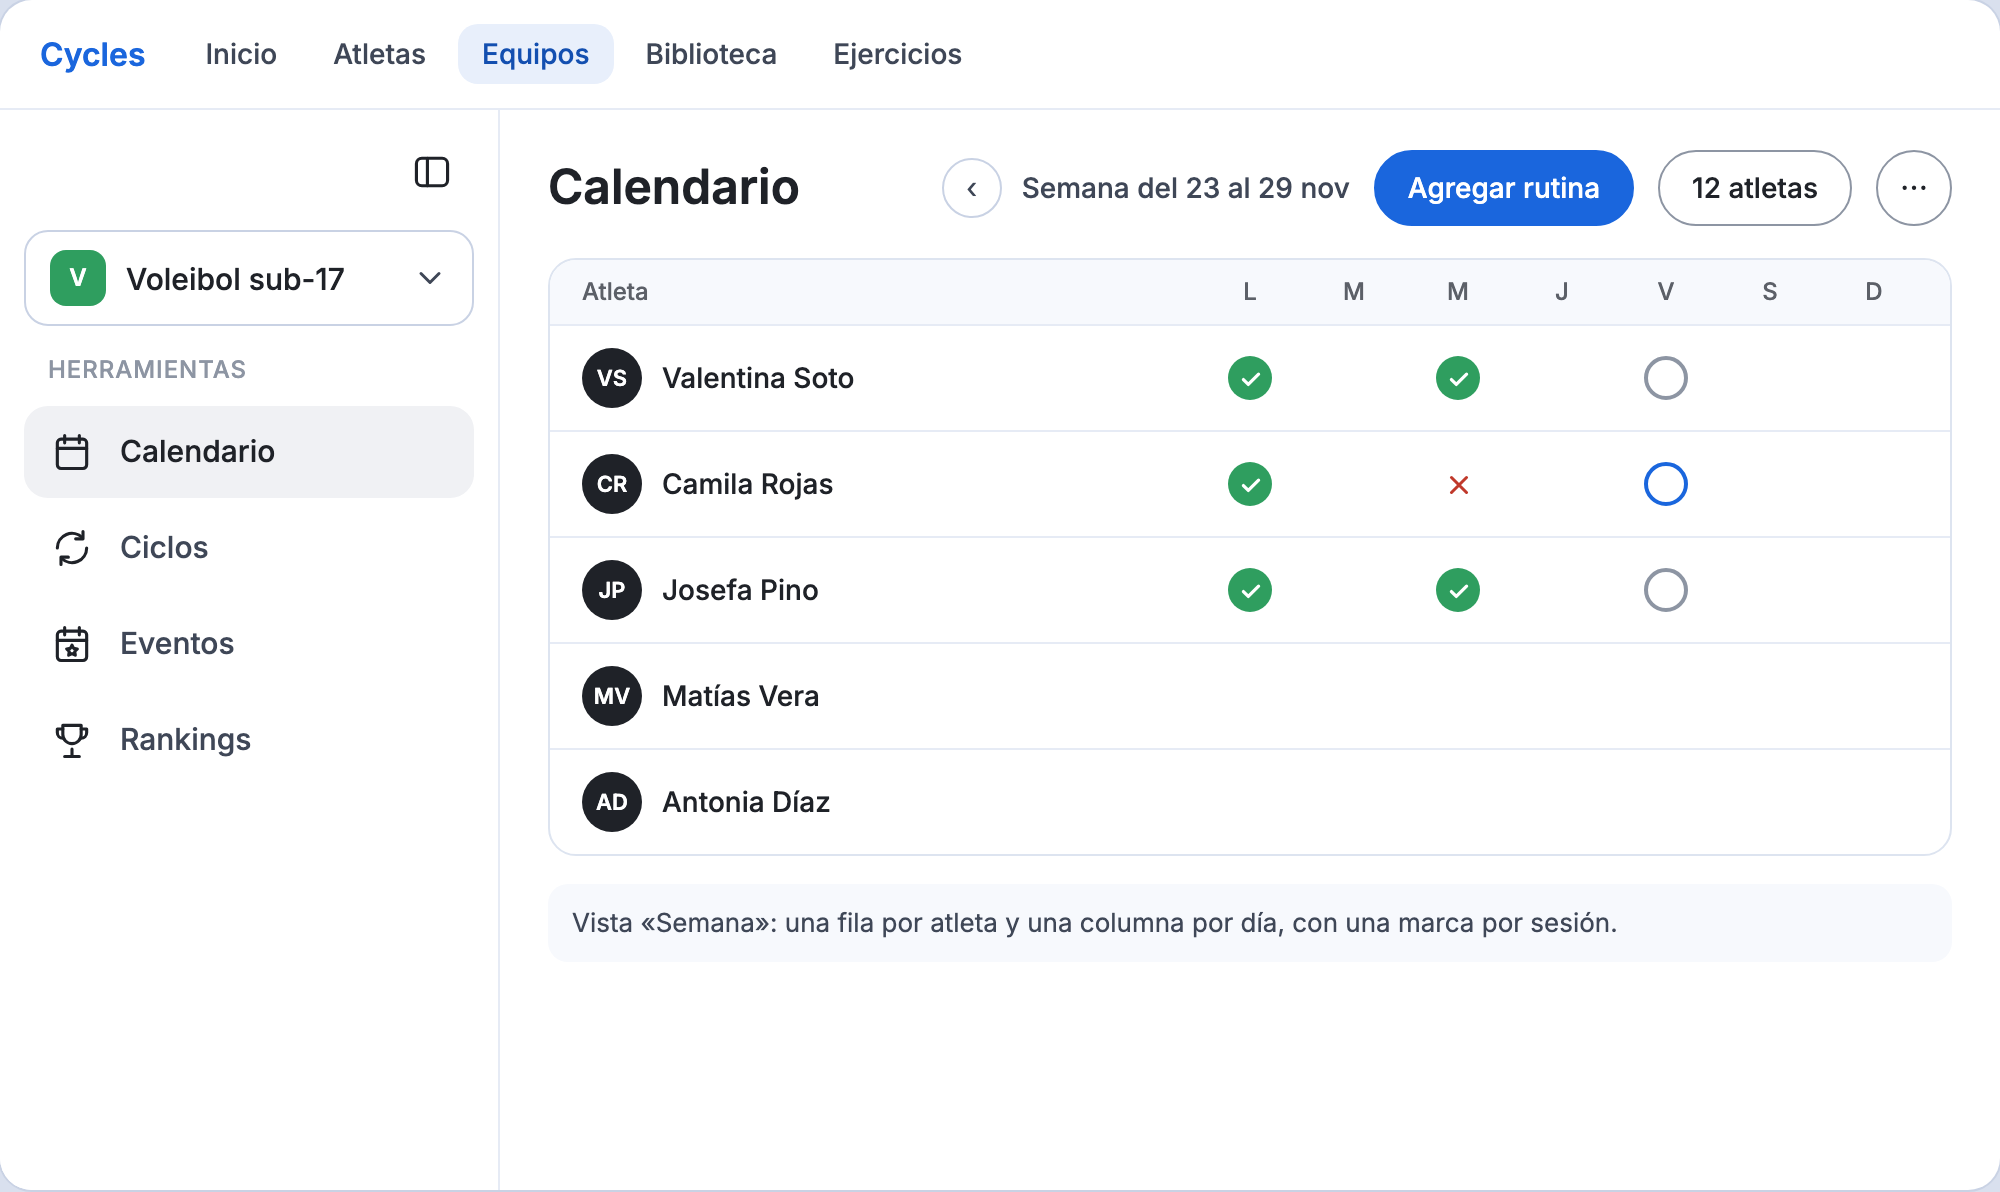 Cycles Inicio Atletas Equipos Biblioteca Ejercicios
V Voleibol sub-17
HERRAMIENTAS
Calendario
Ciclos
Eventos
Rankings
Calendario ‹ Semana del 23 al 29 nov Agregar rutina 12 atletas ···
Atleta L M M J V S D
VS Valentina Soto
CR Camila Rojas
JP Josefa Pino
MV Matías Vera
AD Antonia Díaz
Vista «Semana»: una fila por atleta y una columna por día, con una marca por sesión.